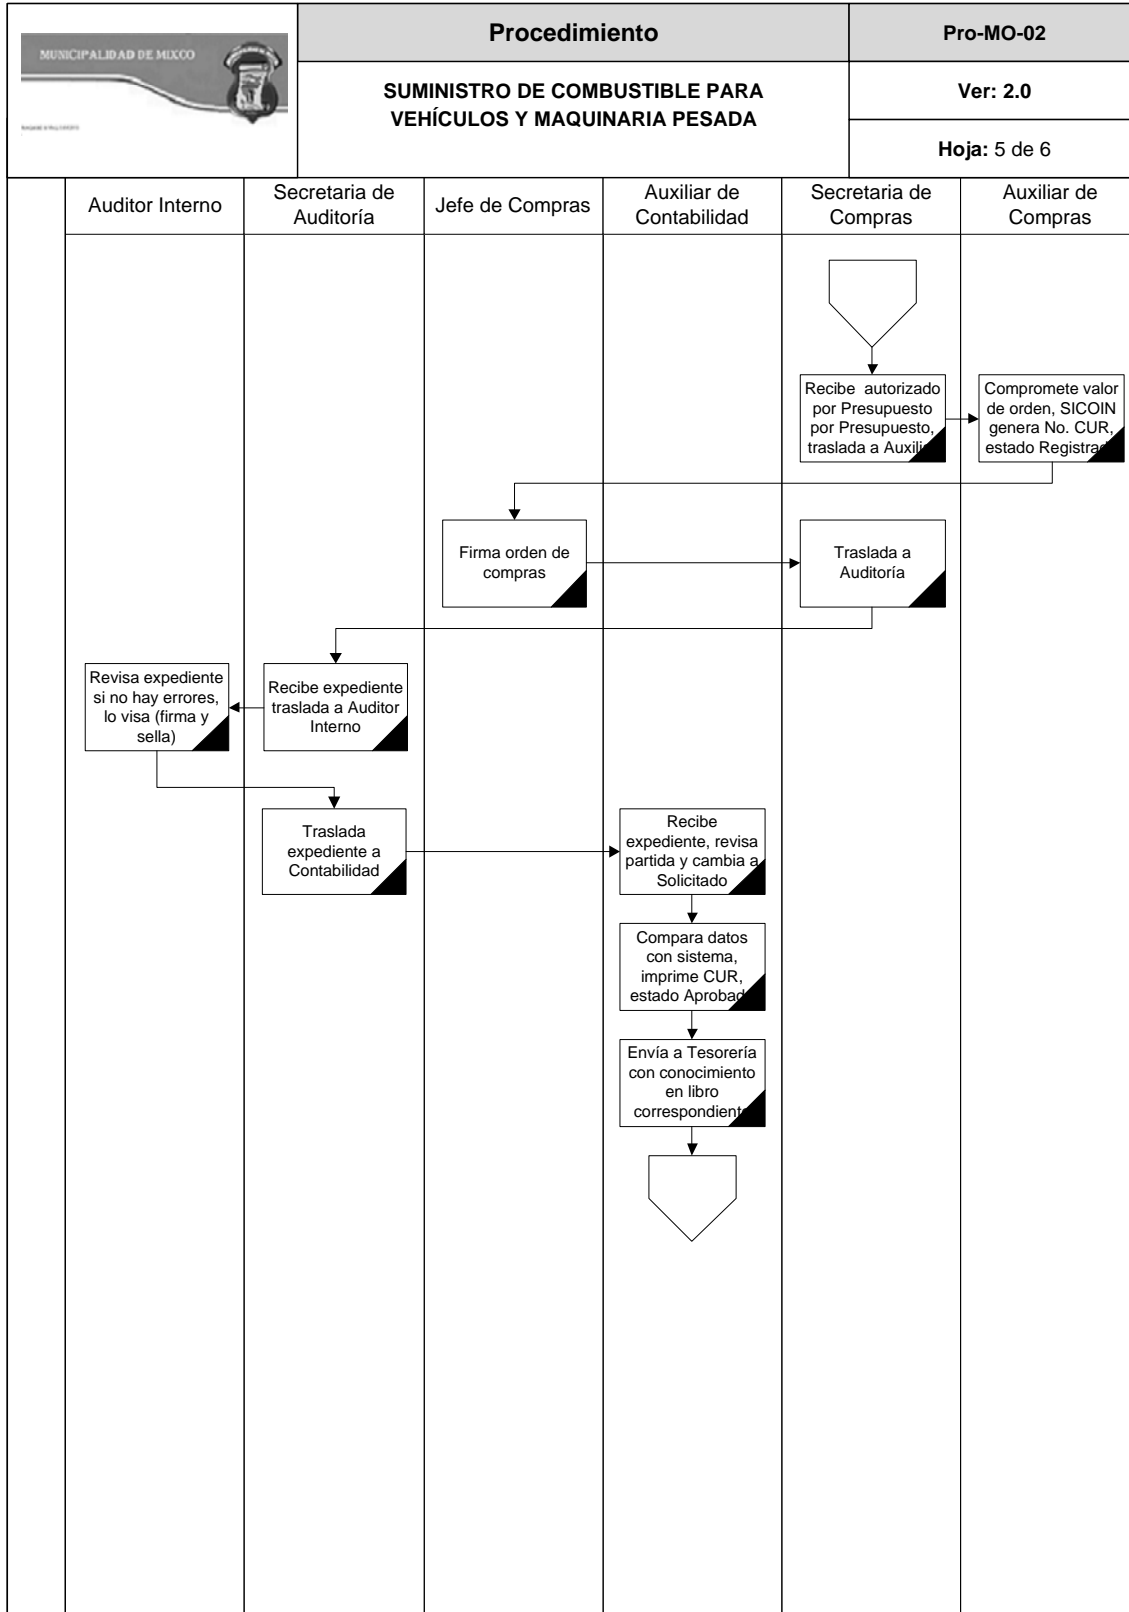 MUNICIPALIDAD DE MIXCO
Procedimiento
Pro-MO-02
SUMINISTRO DE COMBUSTIBLE PARA
VEHÍCULOS Y MAQUINARIA PESADA
Ver: 2.0
Hoja: 5 de 6
Auditor Interno
Secretaria de
Auditoría
Jefe de Compras
Auxiliar de
Contabilidad
Secretaria de
Compras
Auxiliar de
Compras
Recibe autorizado
por Presupuesto
por Presupuesto,
traslada a Auxili
Compromete valor
de orden, SICOIN
genera No. CUR,
estado Registrad
Firma orden de
compras
Traslada a
Auditoría
Revisa expediente
si no hay errores,
lo visa (firma y
sella)
Recibe expediente
traslada a Auditor
Interno
Traslada
expediente a
Contabilidad
Recibe
expediente, revisa
partida y cambia a
Solicitado
Compara datos
con sistema,
imprime CUR,
estado Aprobad
Envía a Tesorería
con conocimiento
en libro
correspondiente